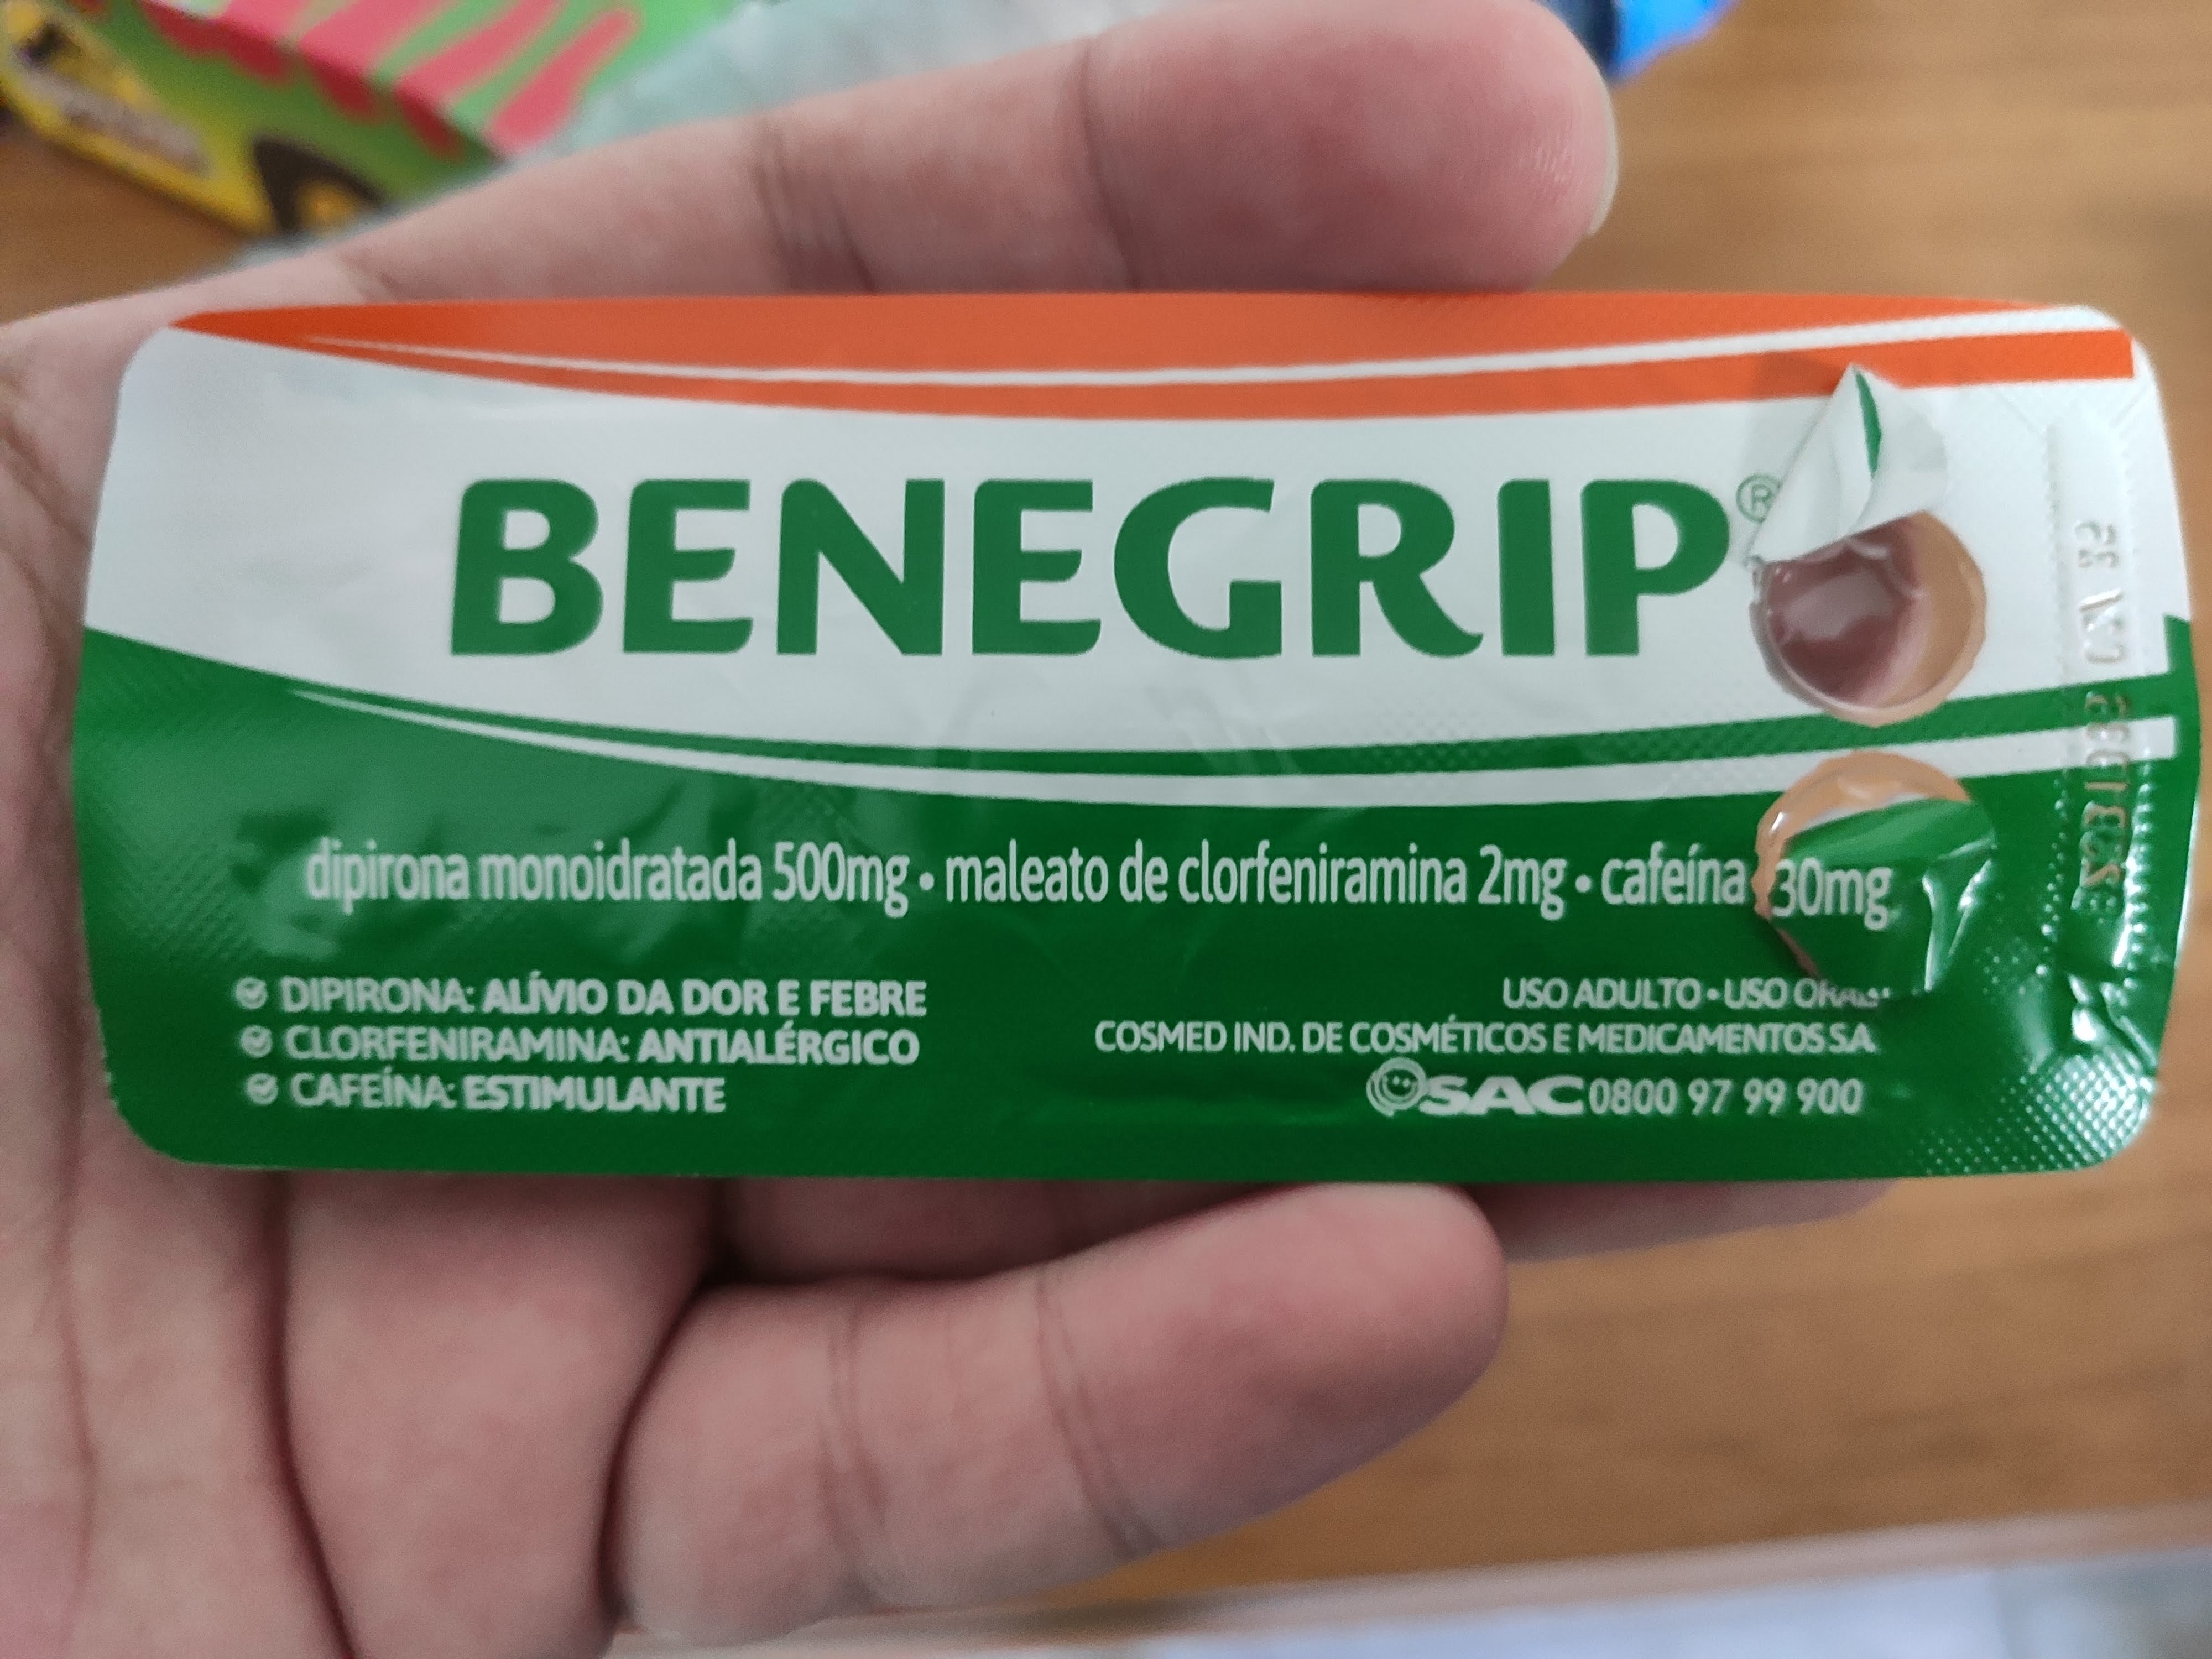 BENEGRIP®
dipirona monoidratada 500mg • maleato de clorfeniramina 2mg • cafeína 30mg
DIPIRONA: ALÍVIO DA DOR E FEBRE
CLORFENIRAMINA: ANTIALÉRGICO
CAFEÍNA: ESTIMULANTE
USO ADULTO • USO ORAL •
COSMED IND. DE COSMÉTICOS E MEDICAMENTOS S.A.
SAC 0800 97 99 900